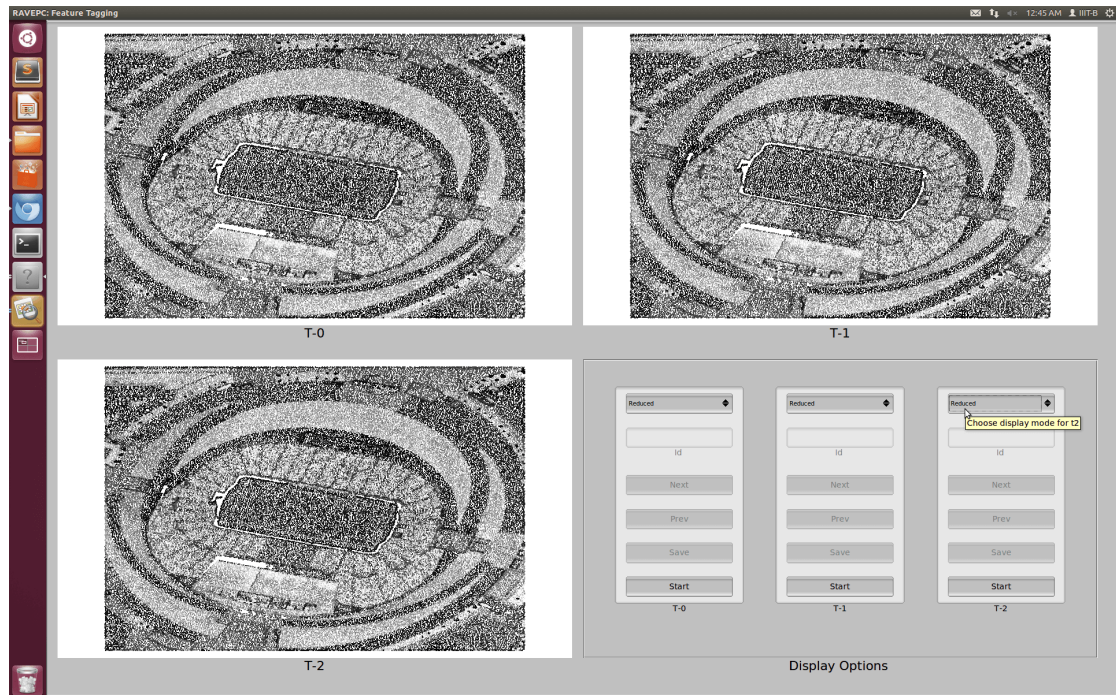 RAVEPC: Feature Tagging
12:45 AM IIIT-B
T-0
T-1
T-2
Reduced
Id
Next
Prev
Save
Start
T-0
Reduced
Id
Next
Prev
Save
Start
T-1
Reduced
Choose display mode for t2
Id
Next
Prev
Save
Start
T-2
Display Options